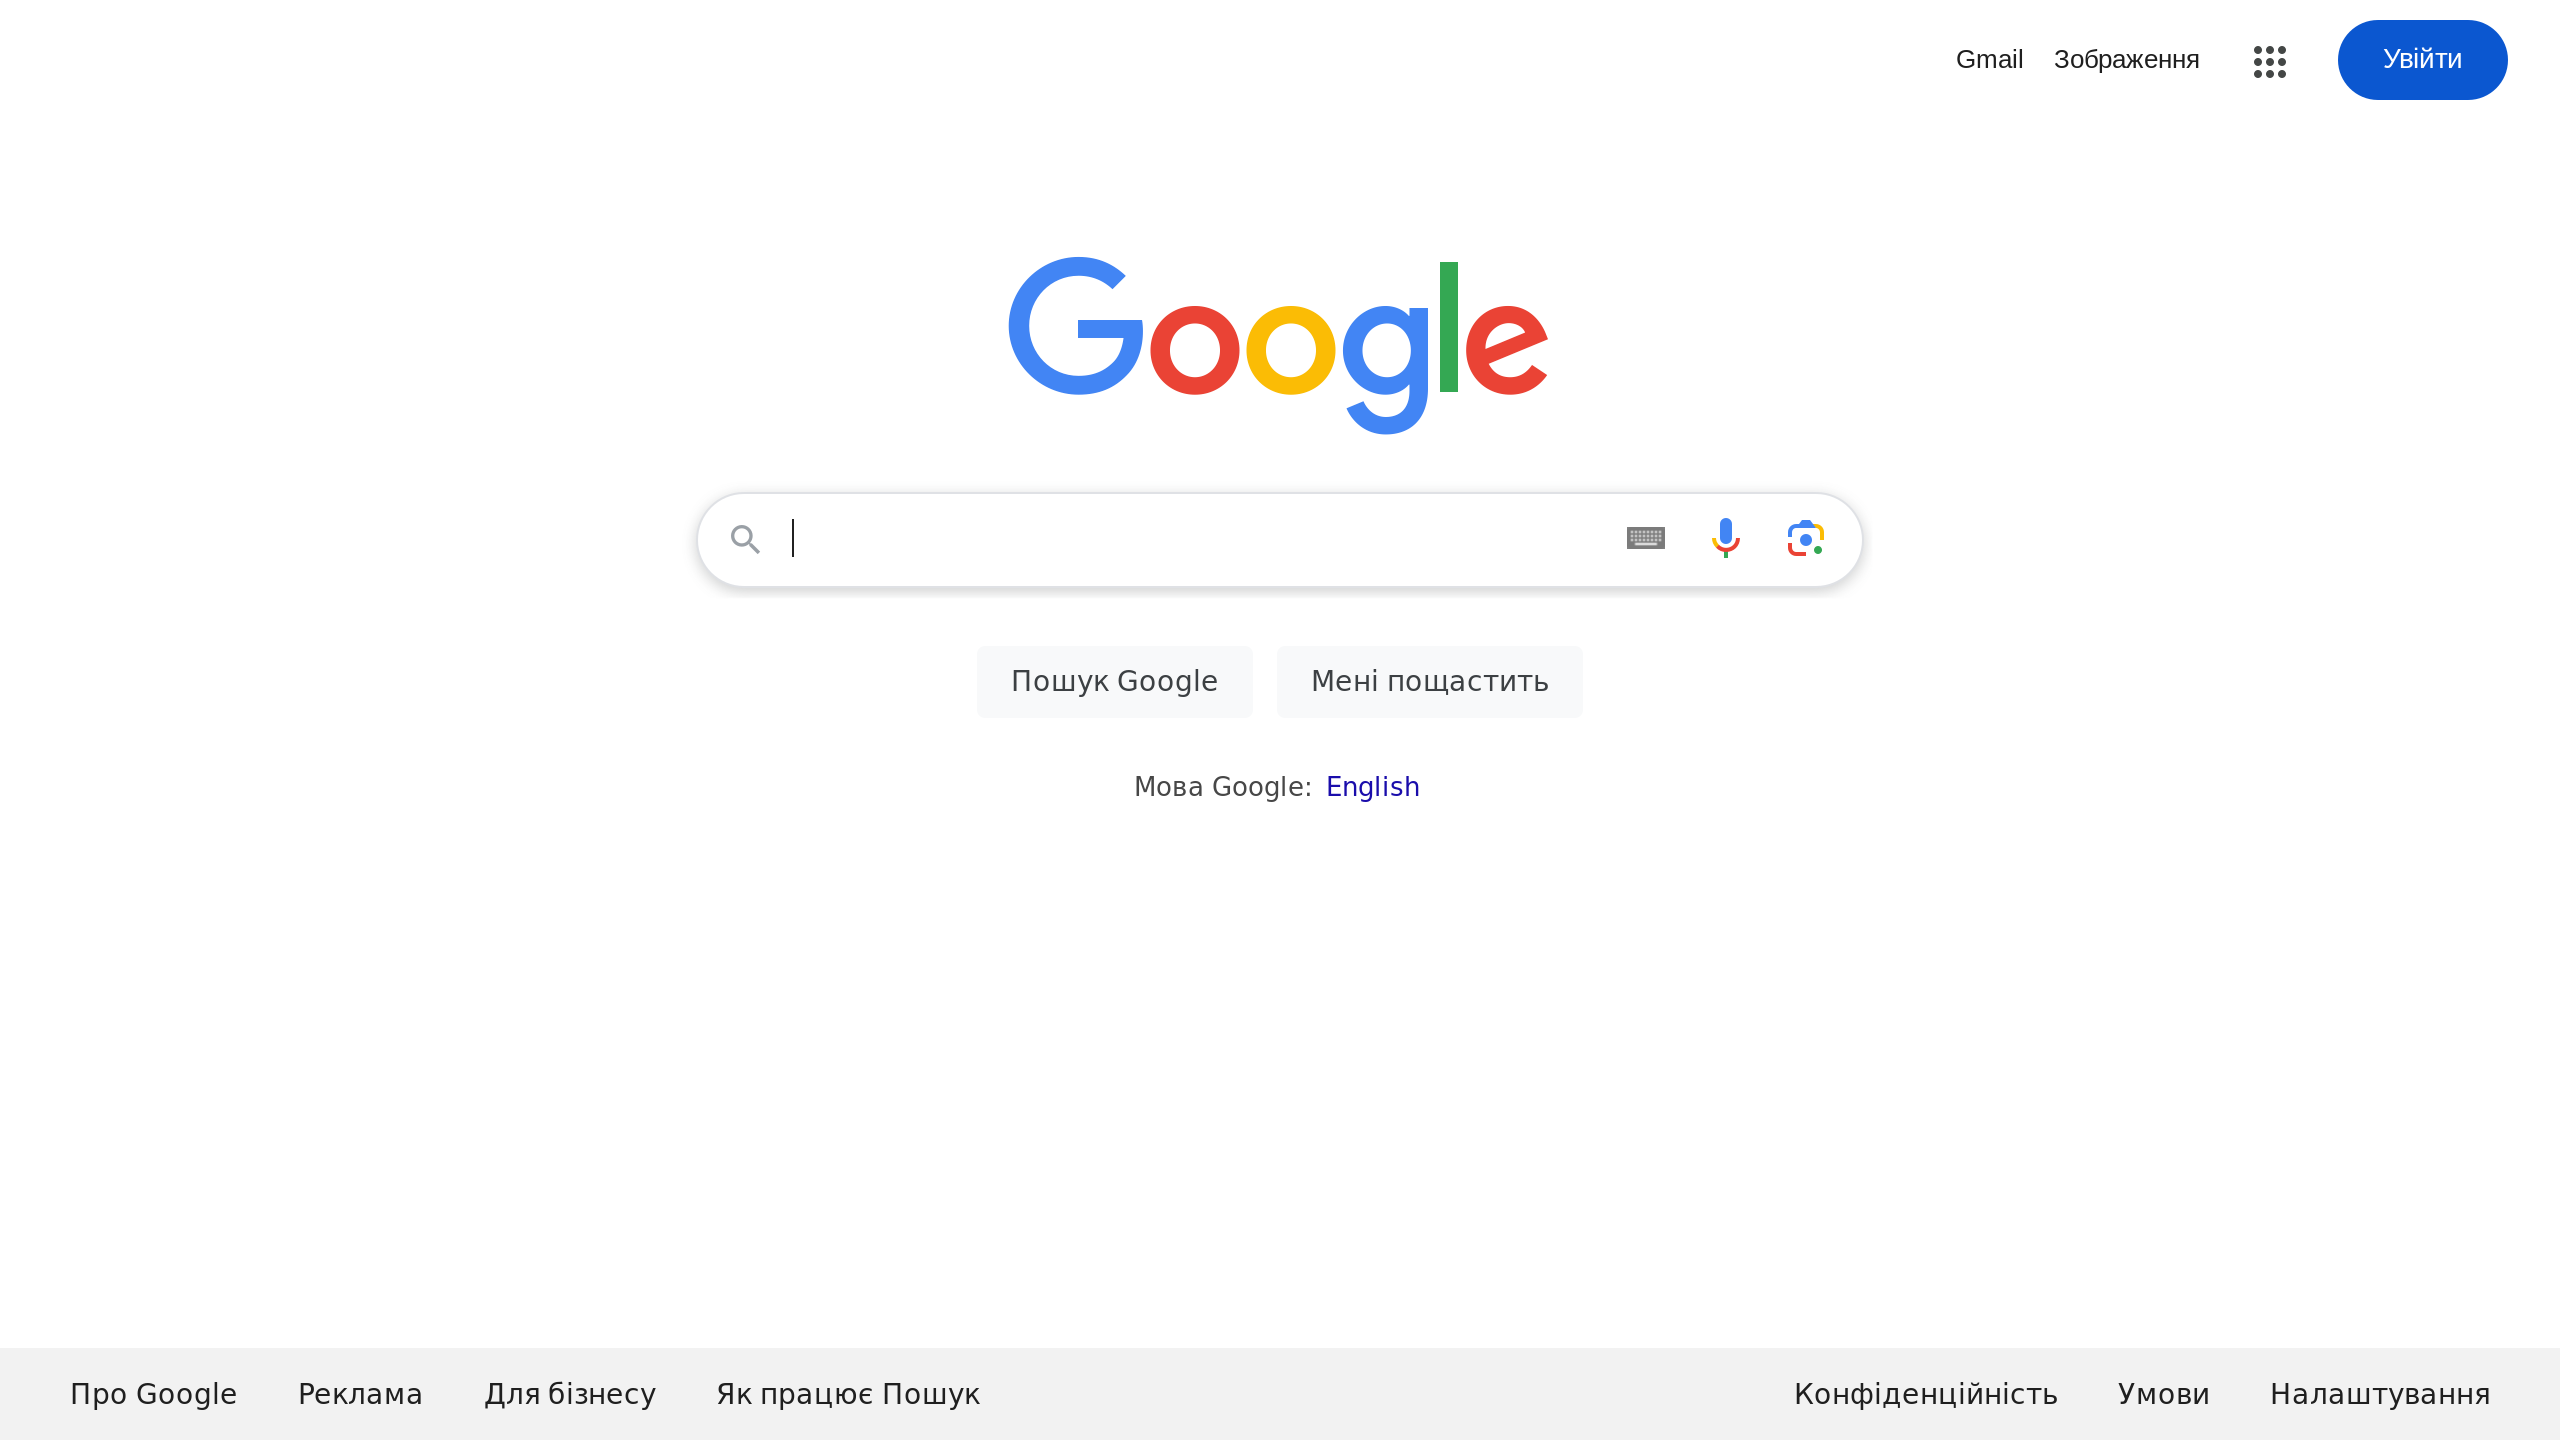 Gmail Зображення Увійти
Google
Пошук Google Мені пощастить
Мова Google: English
Про Google Реклама Для бізнесу Як працює Пошук Конфіденційність Умови Налаштування